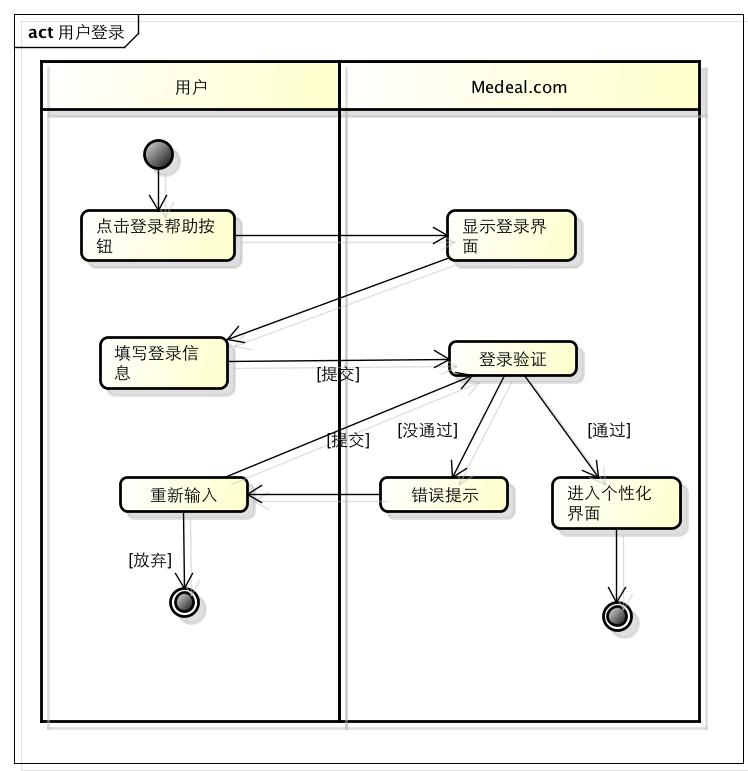 act 用户登录
用户
Medeal.com
点击登录帮助按
钮
显示登录界
面
填写登录信
息
[提交]
登录验证
[提交]
[没通过]
[通过]
重新输入
错误提示
进入个性化
界面
[放弃]